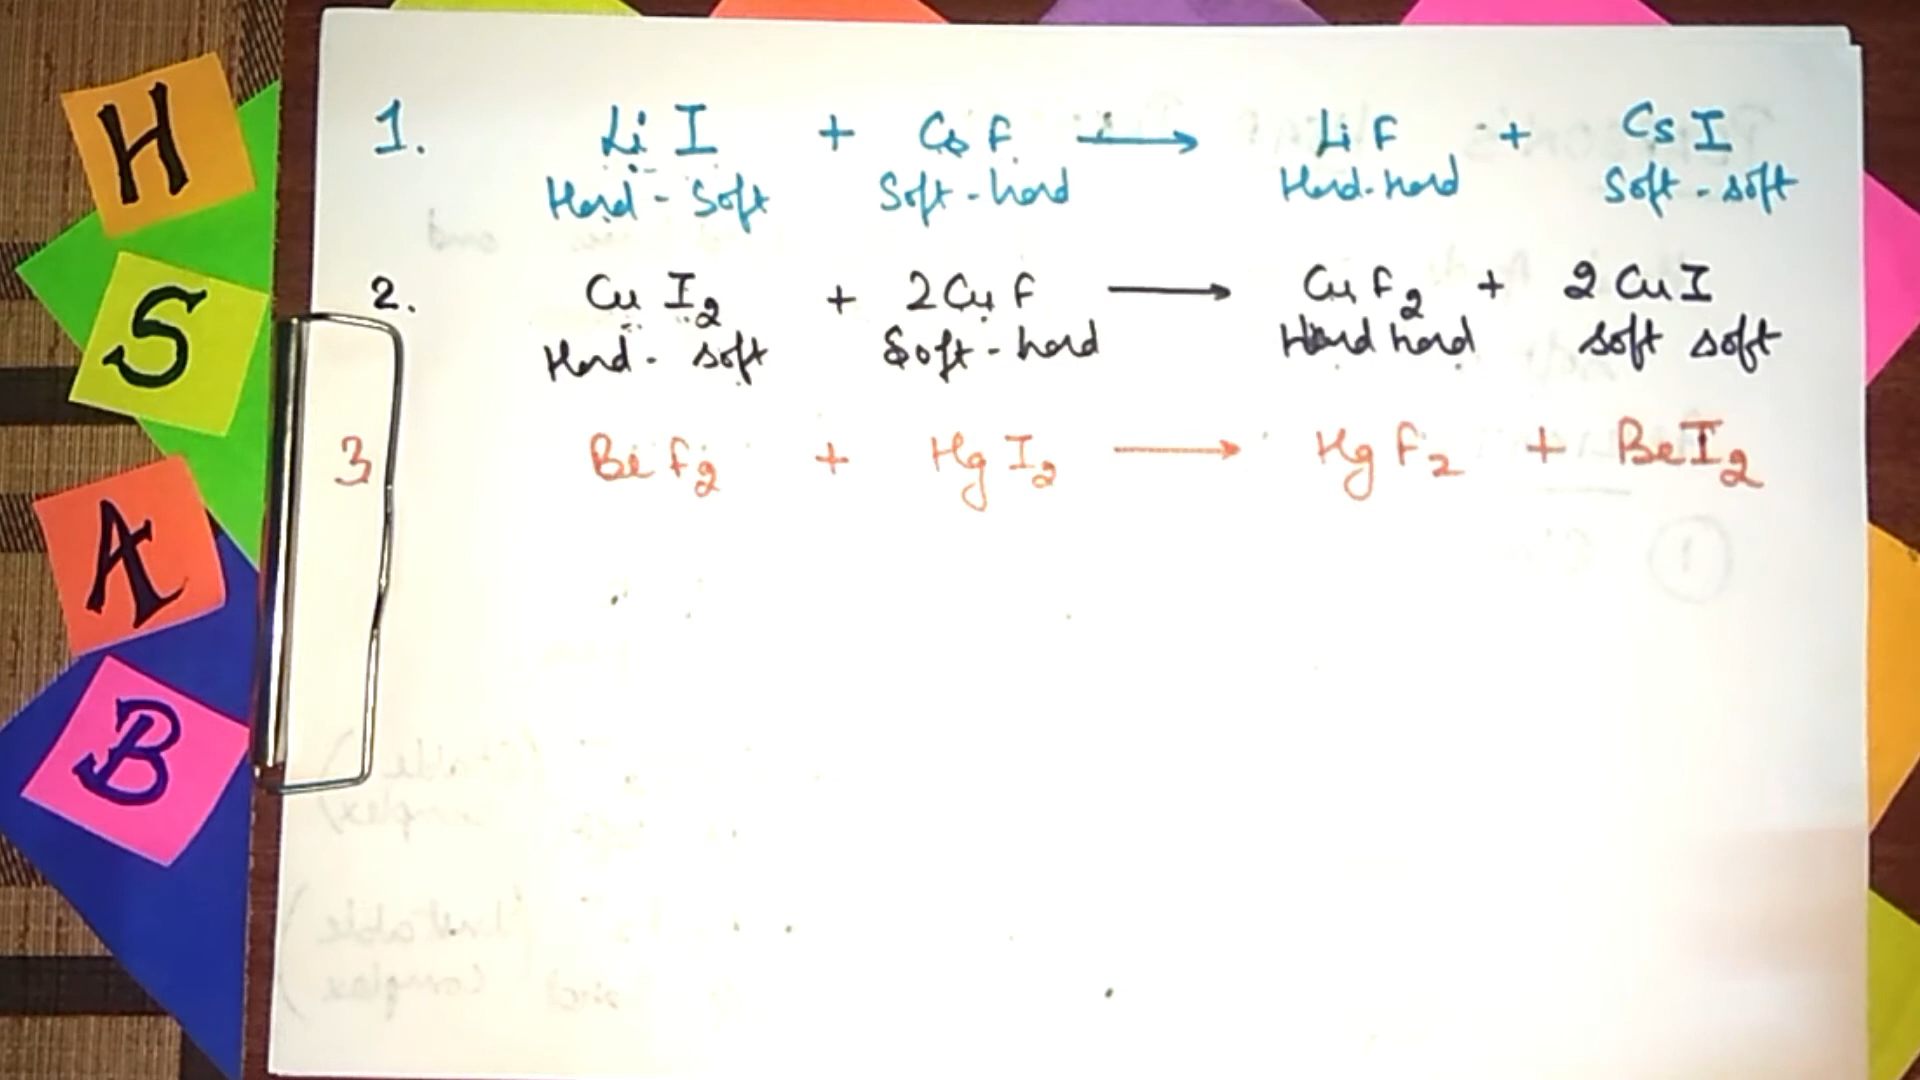 H
S
A
B
1. LiI + CsF → LiF + CsI
Hard - Soft Soft - hard Hard-hard Soft - soft
2. CuI₂ + 2CuF → CuF₂ + 2CuI
Hard - soft Soft - hard Hard hard soft soft
3 BeF₂ + HgI₂ → HgF₂ + BeI₂